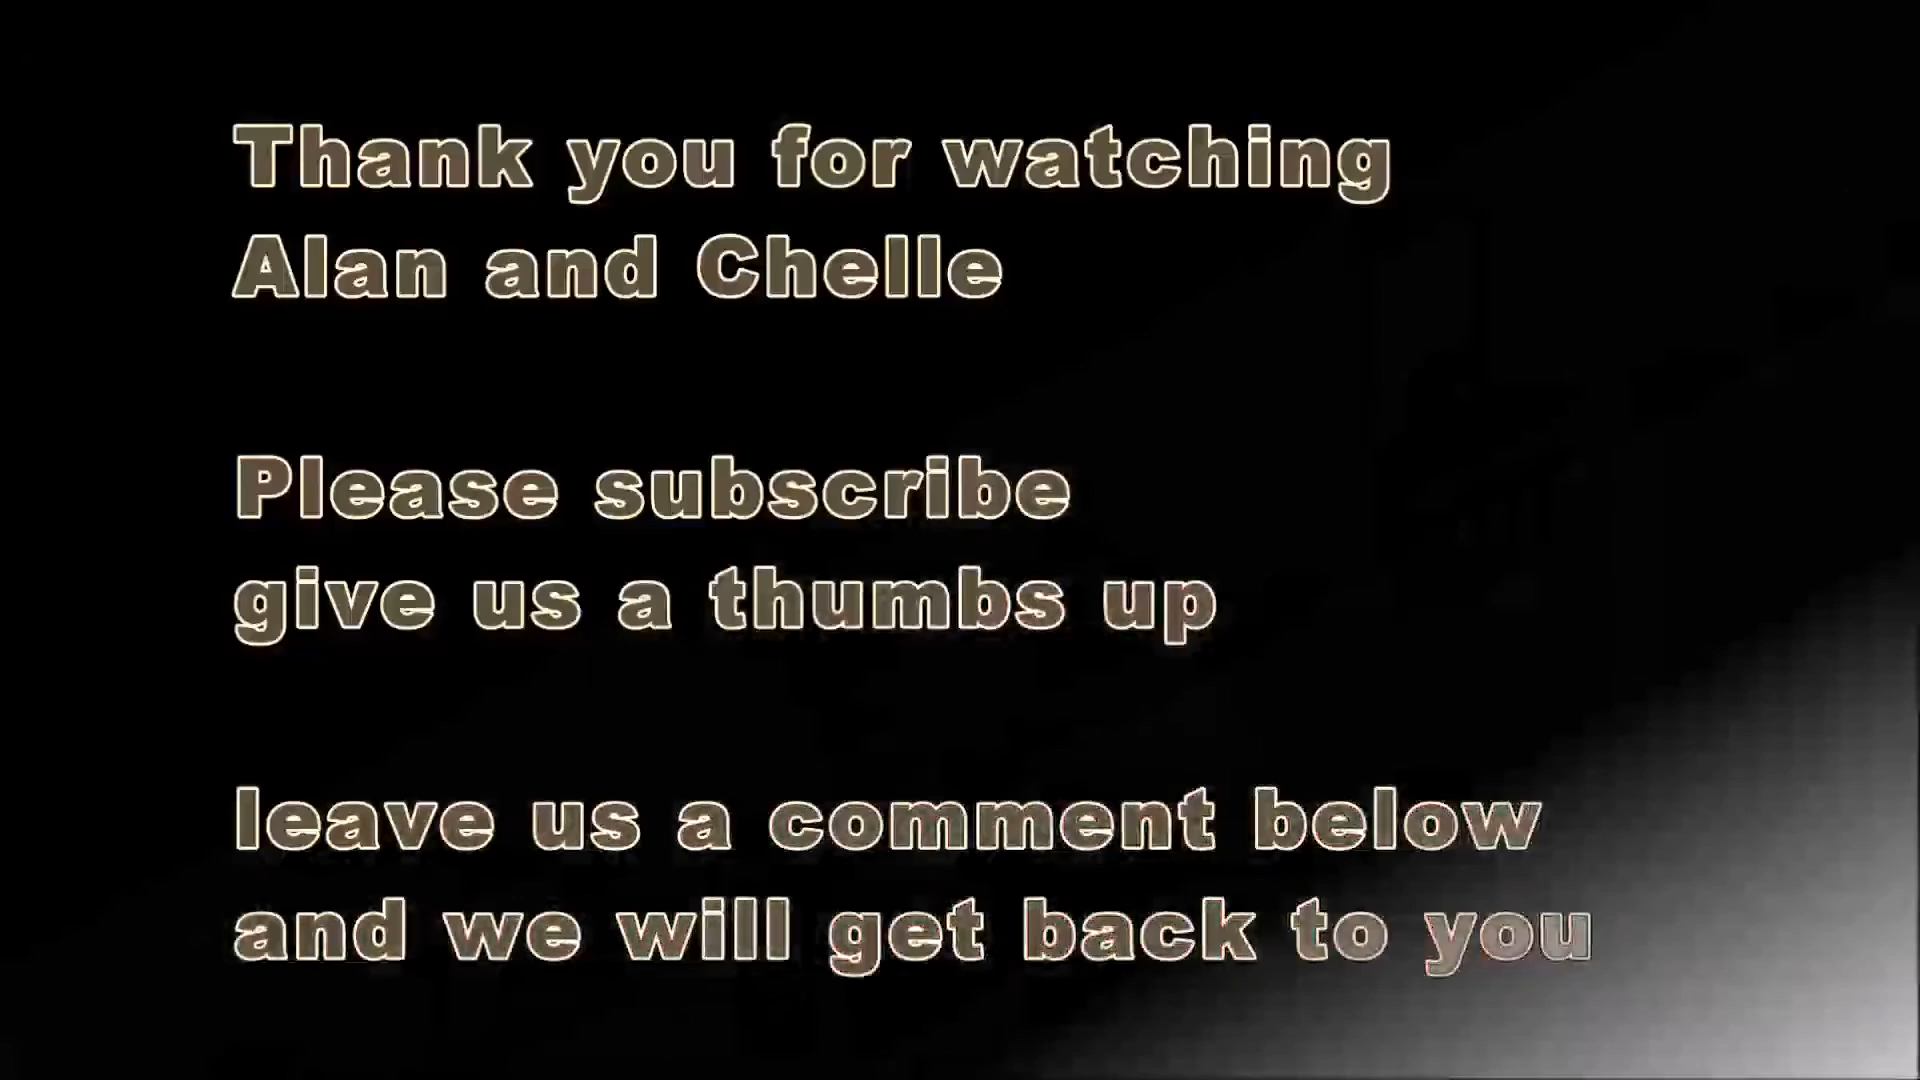 Thank you for watching
Alan and Chelle
Please subscribe
give us a thumbs up
leave us a comment below
and we will get back to you